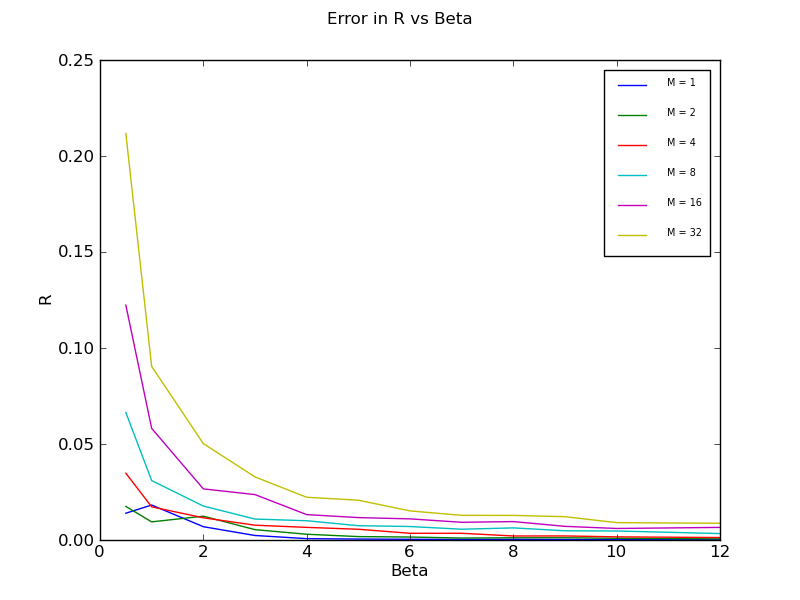 Error in R vs Beta
0.25
0.20
0.15
0.10
0.05
0.00
R
M = 1
M = 2
M = 4
M = 8
M = 16
M = 32
0 2 4 6 8 10 12
Beta